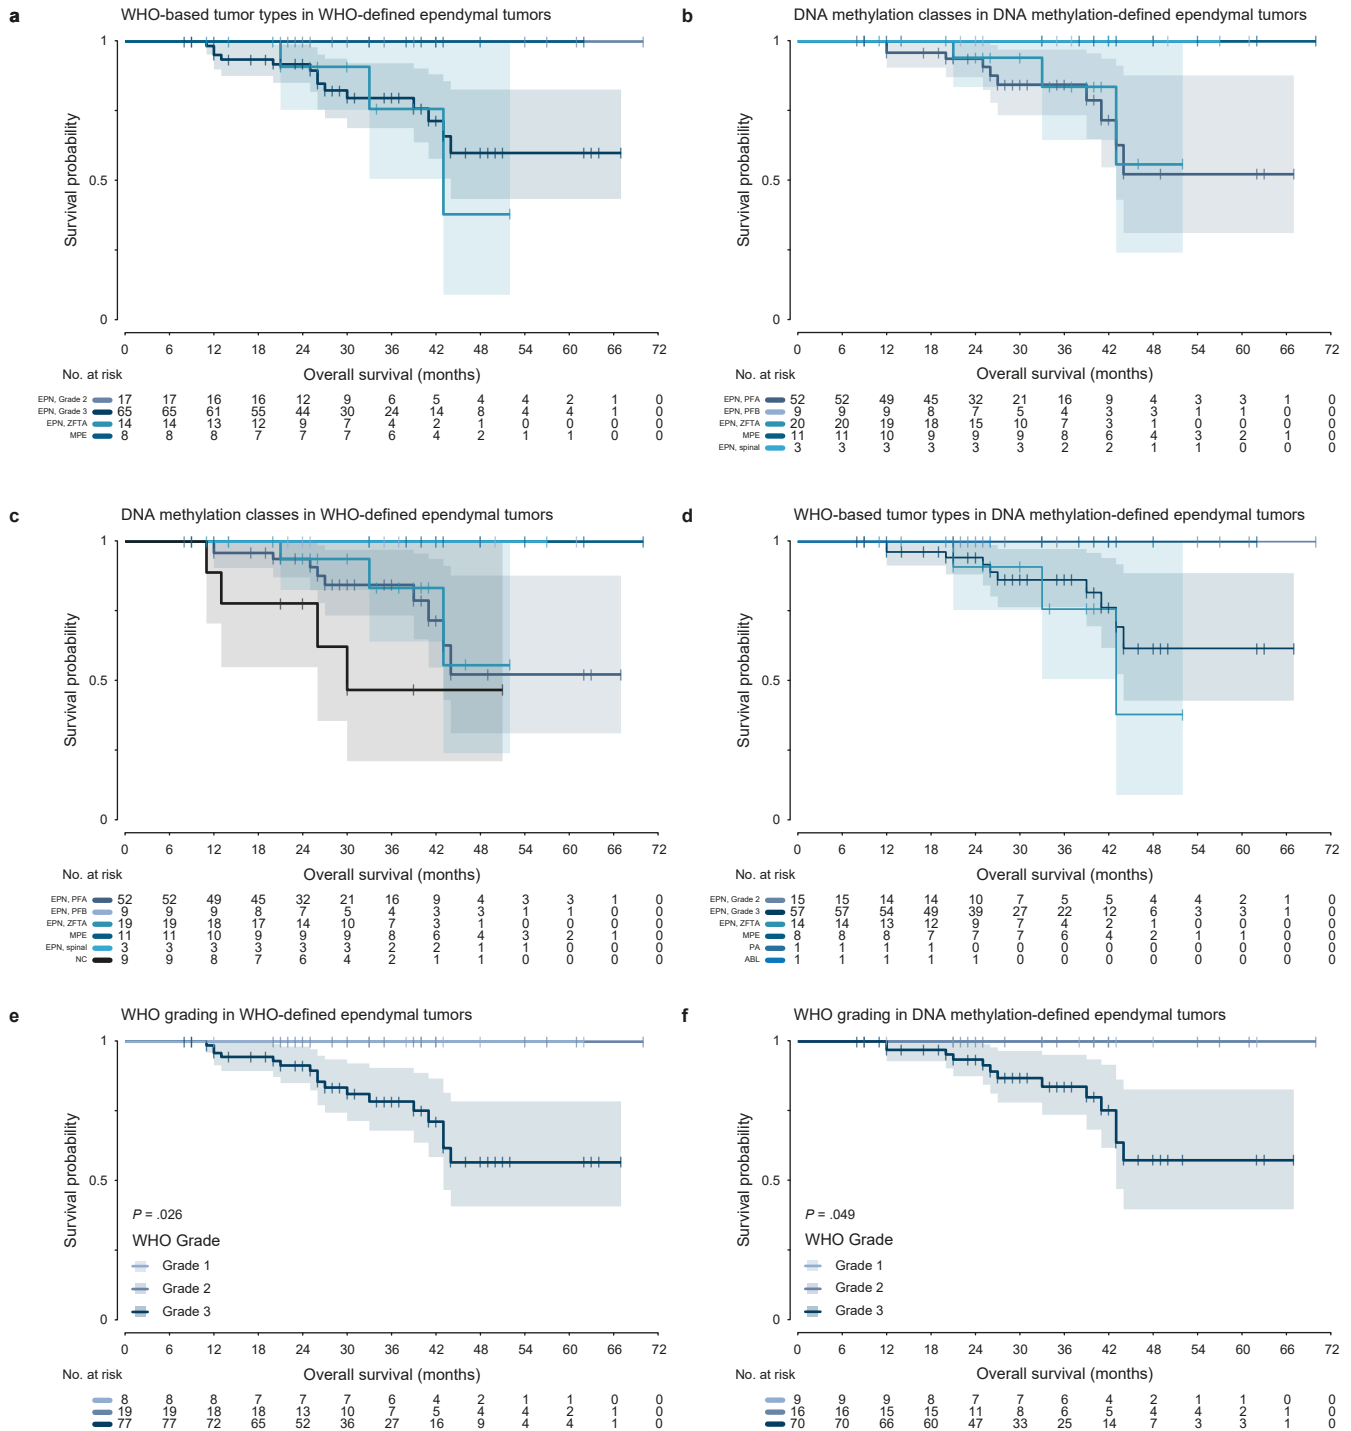 a
WHO-based tumor types in WHO-defined ependymal tumors
Survival probability
1
0.5
0
0 6 12 18 24 30 36 42 48 54 60 66 72
No. at risk
Overall survival (months)
EPN, Grade 2 17 17 16 16 12 9 6 5 4 4 2 1 0
EPN, Grade 3 65 65 61 55 44 30 24 14 8 4 4 1 0
EPN, ZFTA 14 14 13 12 9 7 4 2 1 0 0 0 0
MPE 8 8 8 7 7 7 6 4 2 1 1 0 0
b
DNA methylation classes in DNA methylation-defined ependymal tumors
Survival probability
1
0.5
0
0 6 12 18 24 30 36 42 48 54 60 66 72
No. at risk
Overall survival (months)
EPN, PFA 52 52 49 45 32 21 16 9 4 3 3 1 0
EPN, PFB 9 9 9 8 7 5 4 3 3 1 1 0 0
EPN, ZFTA 20 20 19 18 15 10 7 3 1 0 0 0 0
MPE 11 11 10 9 9 9 8 6 4 3 2 1 0
EPN, spinal 3 3 3 3 3 3 2 2 1 1 0 0 0
c
DNA methylation classes in WHO-defined ependymal tumors
Survival probability
1
0.5
0
0 6 12 18 24 30 36 42 48 54 60 66 72
No. at risk
Overall survival (months)
EPN, PFA 52 52 49 45 32 21 16 9 4 3 3 1 0
EPN, PFB 9 9 9 8 7 5 4 3 3 1 1 0 0
EPN, ZFTA 19 19 18 17 14 10 7 3 1 0 0 0 0
MPE 11 11 10 9 9 9 8 6 4 3 2 1 0
EPN, spinal 3 3 3 3 3 3 2 2 1 1 0 0 0
NC 9 9 8 7 6 4 2 1 1 0 0 0 0
d
WHO-based tumor types in DNA methylation-defined ependymal tumors
Survival probability
1
0.5
0
0 6 12 18 24 30 36 42 48 54 60 66 72
No. at risk
Overall survival (months)
EPN, Grade 2 15 15 14 14 10 7 5 5 4 4 2 1 0
EPN, Grade 3 57 57 54 49 39 27 22 12 6 3 3 1 0
EPN, ZFTA 14 14 13 12 9 7 4 2 1 0 0 0 0
MPE 8 8 8 7 7 7 6 4 2 1 1 0 0
PA 1 1 1 1 0 0 0 0 0 0 0 0 0
ABL 1 1 1 1 1 0 0 0 0 0 0 0 0
e
WHO grading in WHO-defined ependymal tumors
Survival probability
1
0.5
0
P = .026
WHO Grade
Grade 1
Grade 2
Grade 3
0 6 12 18 24 30 36 42 48 54 60 66 72
No. at risk
Overall survival (months)
8 8 8 7 7 7 6 4 2 1 1 0 0
19 19 18 18 13 10 7 5 4 4 2 1 0
77 77 72 65 52 36 27 16 9 4 4 1 0
f
WHO grading in DNA methylation-defined ependymal tumors
Survival probability
1
0.5
0
P = .049
WHO Grade
Grade 1
Grade 2
Grade 3
0 6 12 18 24 30 36 42 48 54 60 66 72
No. at risk
Overall survival (months)
9 9 9 8 7 7 6 4 2 1 1 0 0
16 16 15 15 11 8 6 5 4 4 2 1 0
70 70 66 60 47 33 25 14 7 3 3 1 0